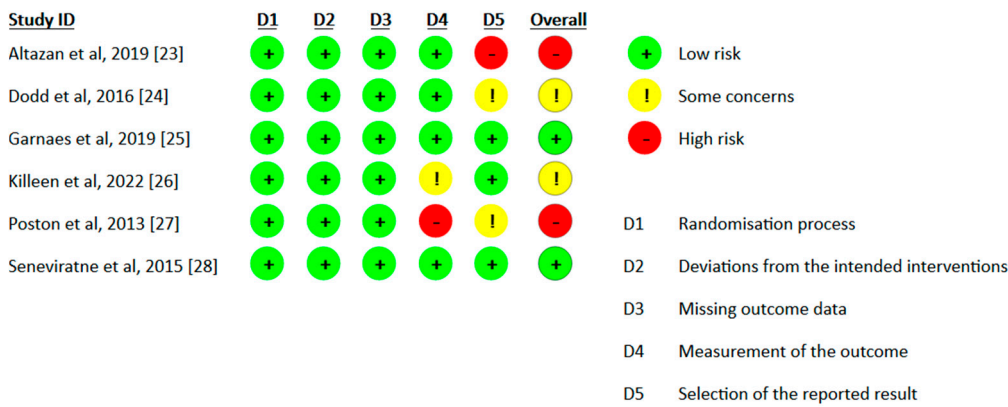 Study ID D1 D2 D3 D4 D5 Overall
Altazan et al, 2019 [23] + + + + - -
Dodd et al, 2016 [24] + + + + ! !
Garnaes et al, 2019 [25] + + + + + +
Killeen et al, 2022 [26] + + + ! + !
Poston et al, 2013 [27] + + + - ! -
Seneviratne et al, 2015 [28] + + + + + +
+ Low risk
! Some concerns
- High risk
D1 Randomisation process
D2 Deviations from the intended interventions
D3 Missing outcome data
D4 Measurement of the outcome
D5 Selection of the reported result